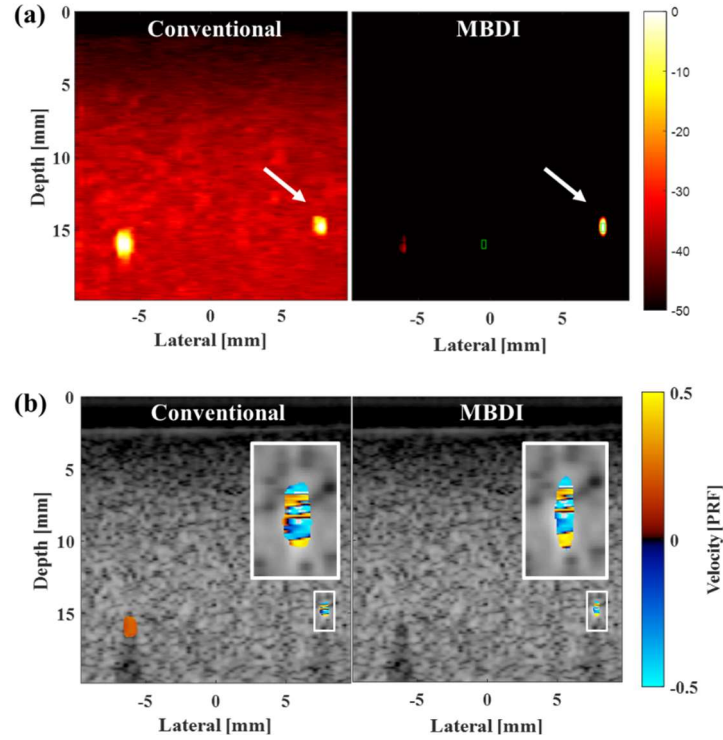 (a)
Conventional
MBDI
0
5
10
15
Depth [mm]
-5
0
5
-5
0
5
Lateral [mm]
Lateral [mm]
0
-10
-20
-30
-40
-50
(b)
Conventional
MBDI
0
5
10
15
Depth [mm]
-5
0
5
-5
0
5
Lateral [mm]
Lateral [mm]
0.5
0
-0.5
Velocity [PRF]